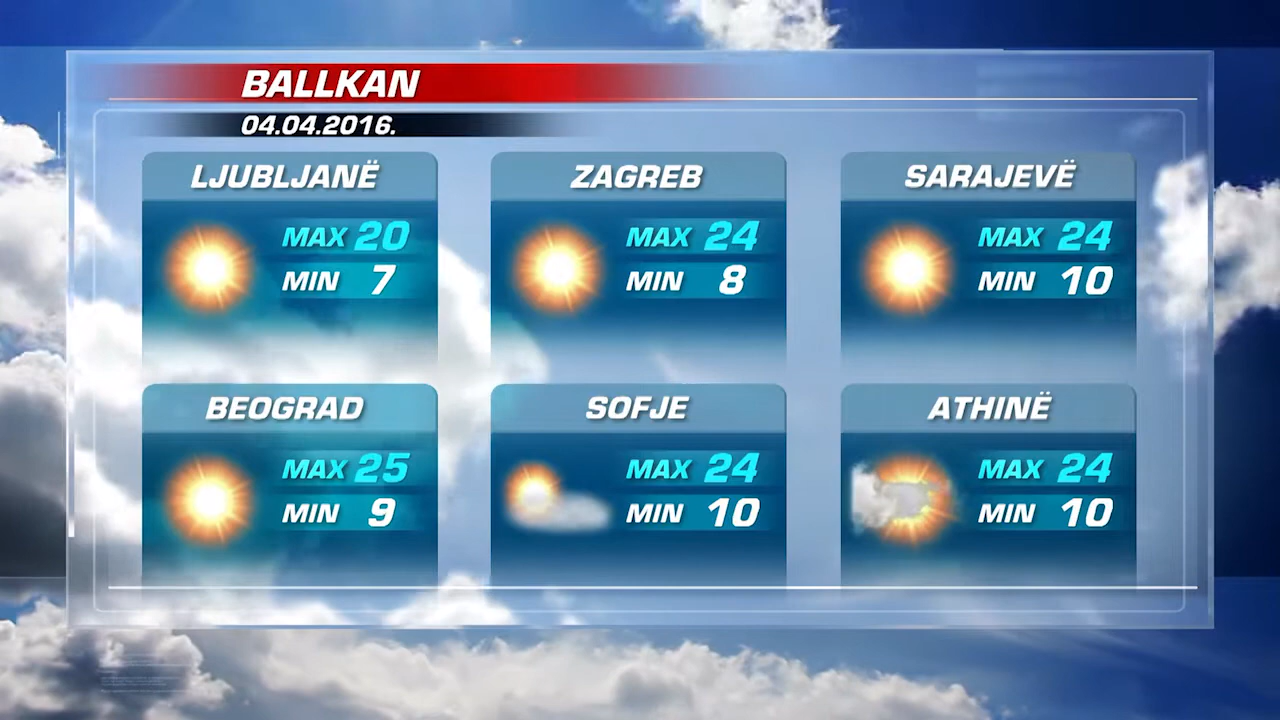 BALLKAN
04.04.2016.
LJUBLJANË
MAX 20
MIN 7
ZAGREB
MAX 24
MIN 8
SARAJEVË
MAX 24
MIN 10
BEOGRAD
MAX 25
MIN 9
SOFJE
MAX 24
MIN 10
ATHINË
MAX 24
MIN 10